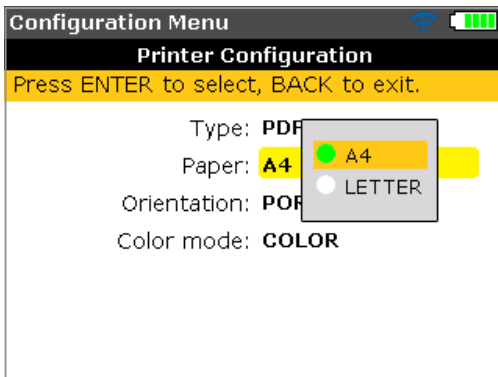 Configuration Menu
Printer Configuration
Press ENTER to select, BACK to exit.
Type: PDF
Paper: A4
A4
LETTER
Orientation: POR
Color mode: COLOR